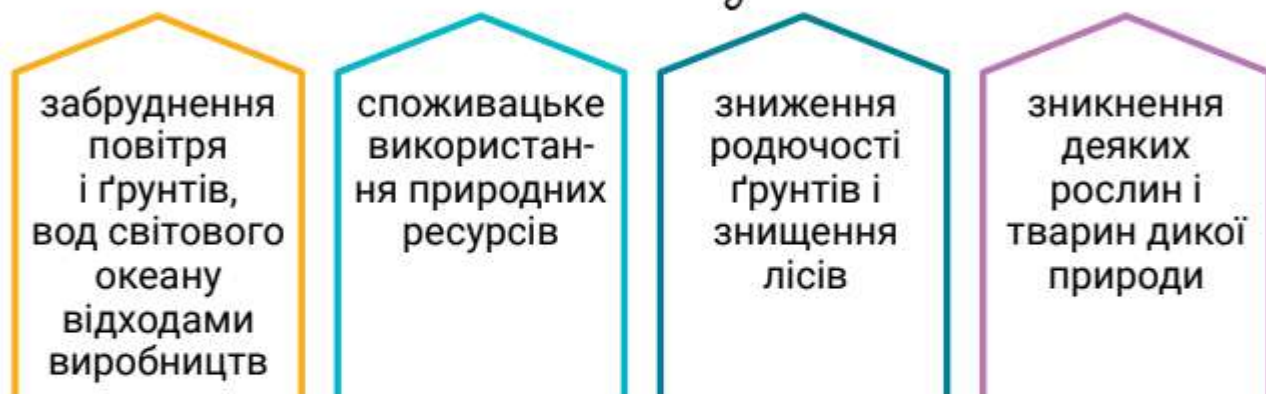 забруднення
повітря
і ґрунтів,
вод світового
океану
відходами
виробництв
споживацьке
використан-
ня природних
ресурсів
зниження
родючості
ґрунтів і
знищення
лісів
зникнення
деяких
рослин і
тварин дикої
природи